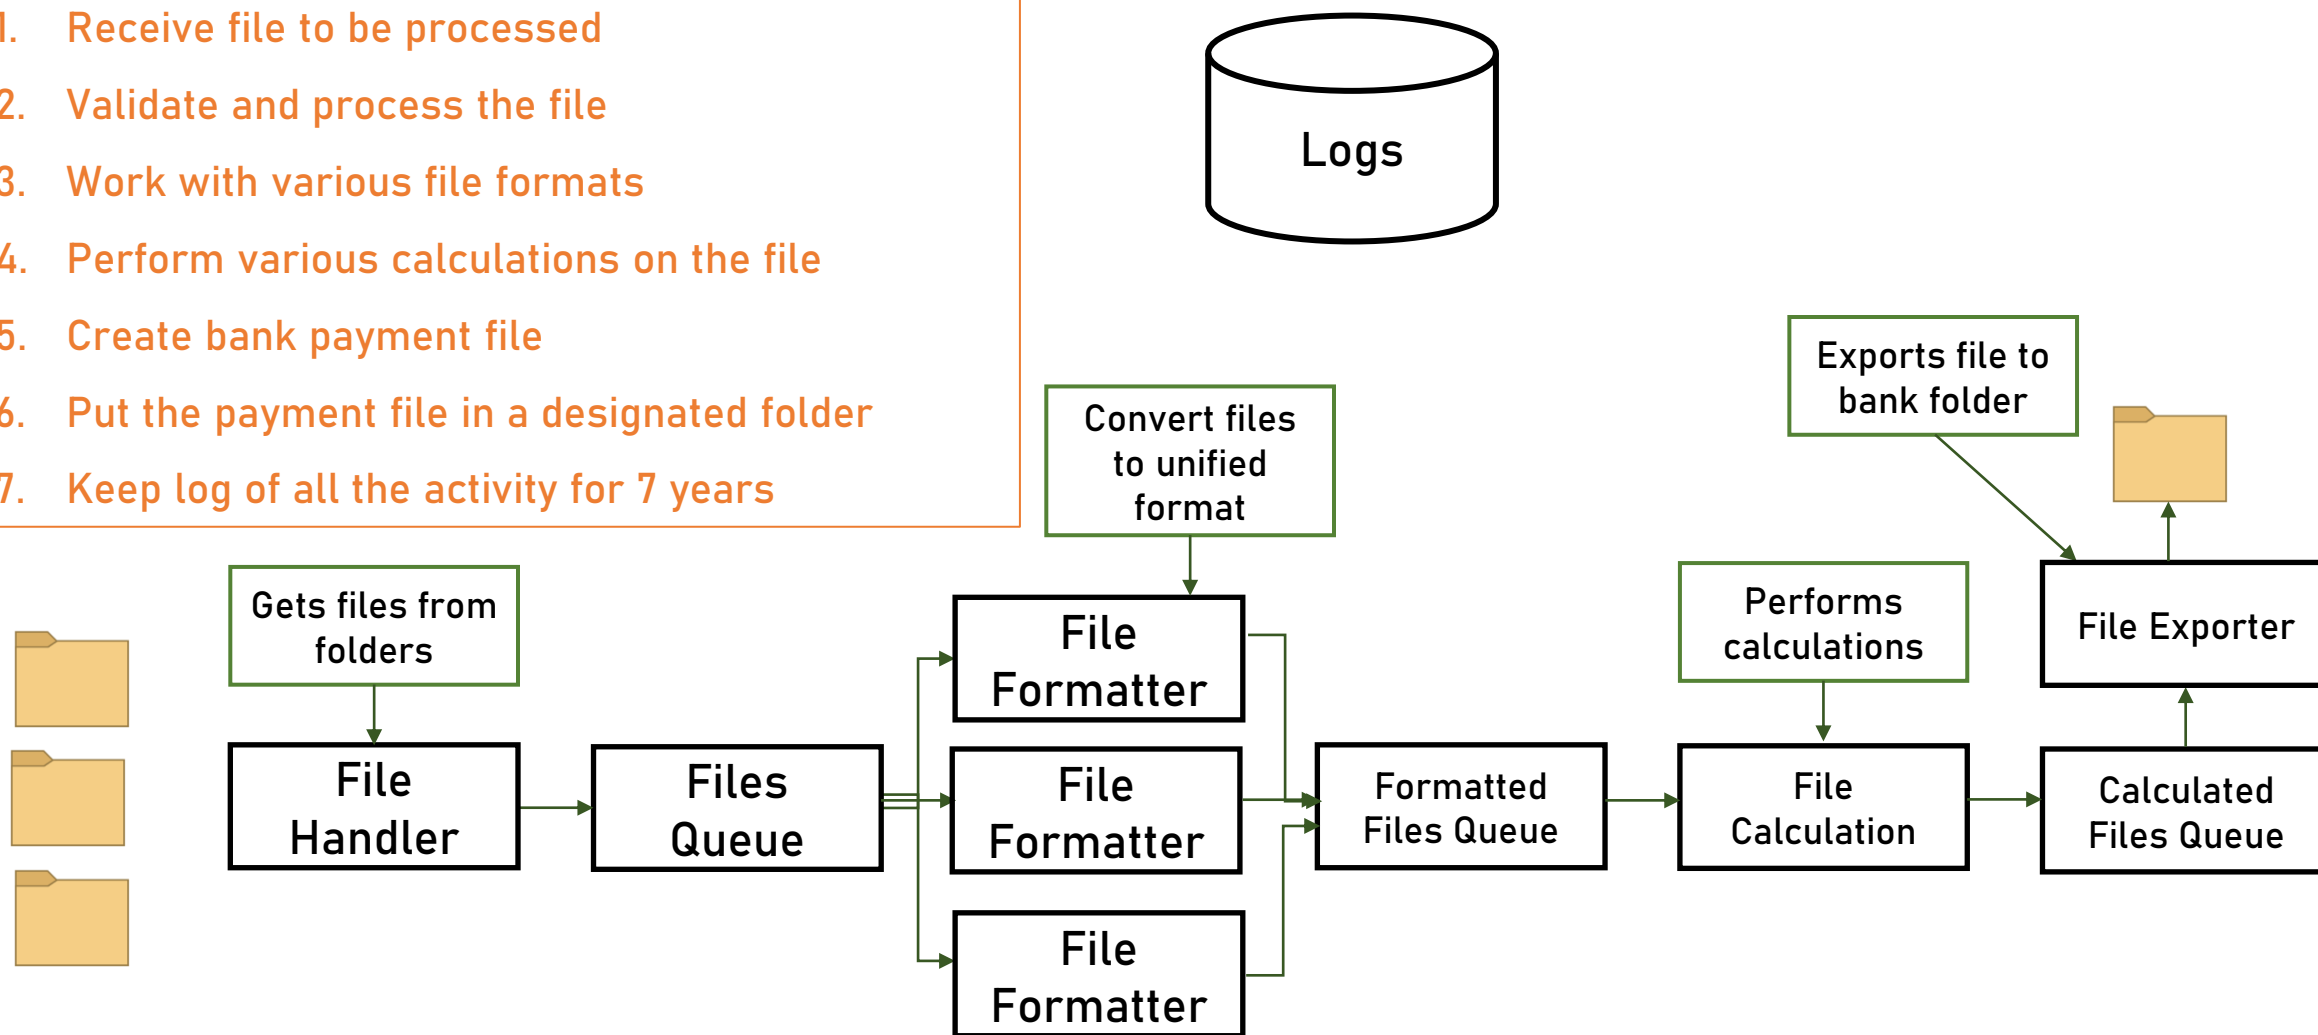 1. Receive file to be processed
2. Validate and process the file
3. Work with various file formats
4. Perform various calculations on the file
5. Create bank payment file
6. Put the payment file in a designated folder
7. Keep log of all the activity for 7 years
Logs
Exports file to
bank folder
Convert files
to unified
format
Gets files from
folders
Performs
calculations
File Exporter
File
Handler
Files
Queue
File
Formatter
File
Formatter
File
Formatter
Formatted
Files Queue
File
Calculation
Calculated
Files Queue